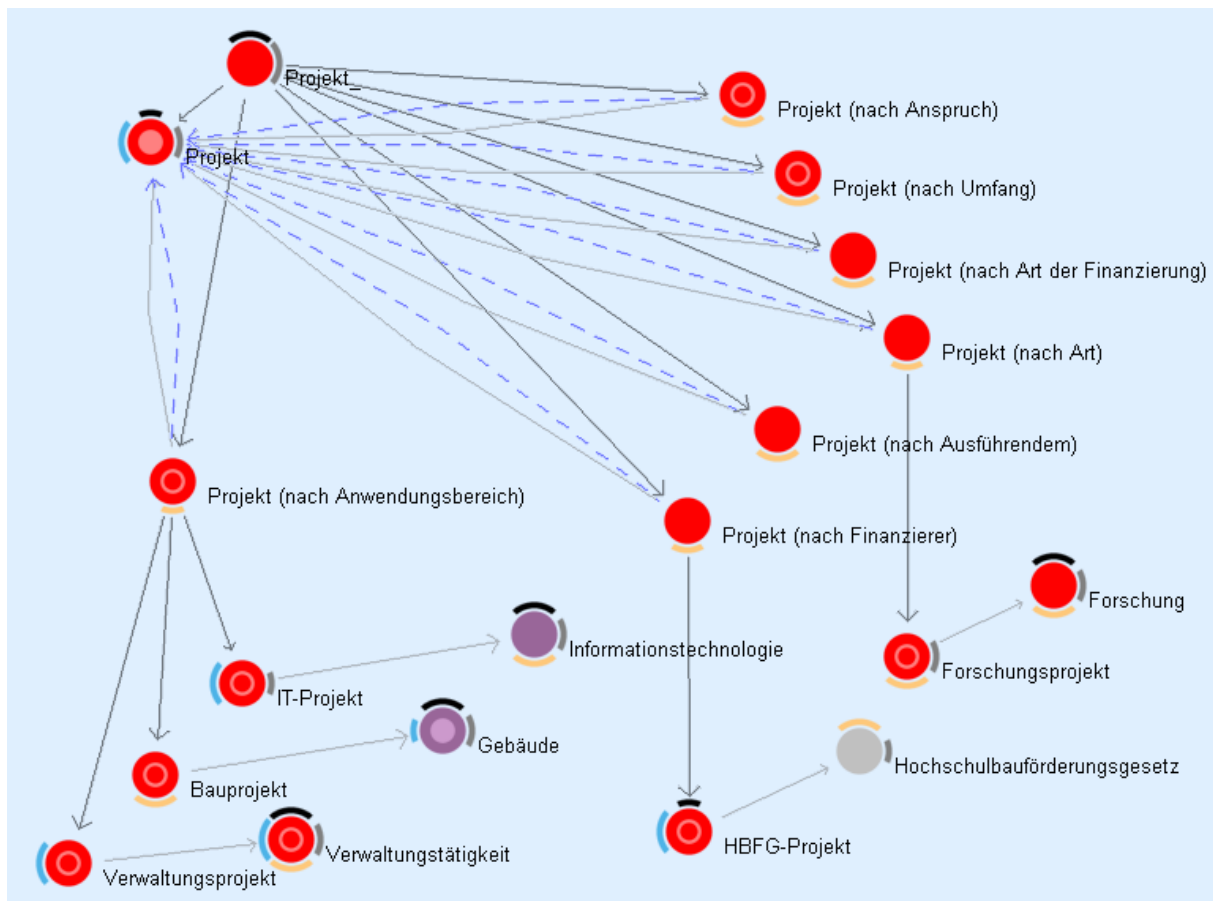 Projekt_
Projekt (nach Anspruch)
Projekt
Projekt (nach Umfang)
Projekt (nach Art der Finanzierung)
Projekt (nach Art)
Projekt (nach Ausführendem)
Projekt (nach Anwendungsbereich)
Projekt (nach Finanzierer)
Forschung
Informationstechnologie
Forschungsprojekt
IT-Projekt
Gebäude
Hochschulbauförderungsgesetz
Bauprojekt
HBFG-Projekt
Verwaltungstätigkeit
Verwaltungsprojekt